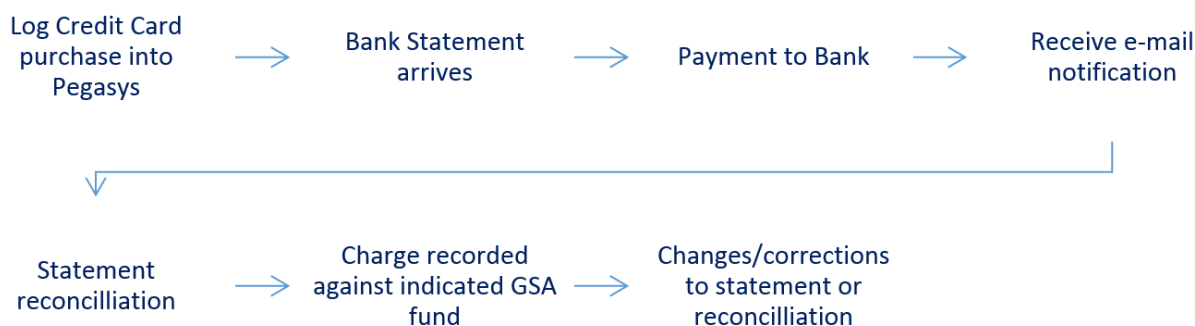 Log Credit Card
purchase into
Pegasys
Bank Statement
arrives
Payment to Bank
Receive e-mail
notification
Statement
reconcilliation
Charge recorded
against indicated GSA
fund
Changes/corrections
to statement or
reconcilliation